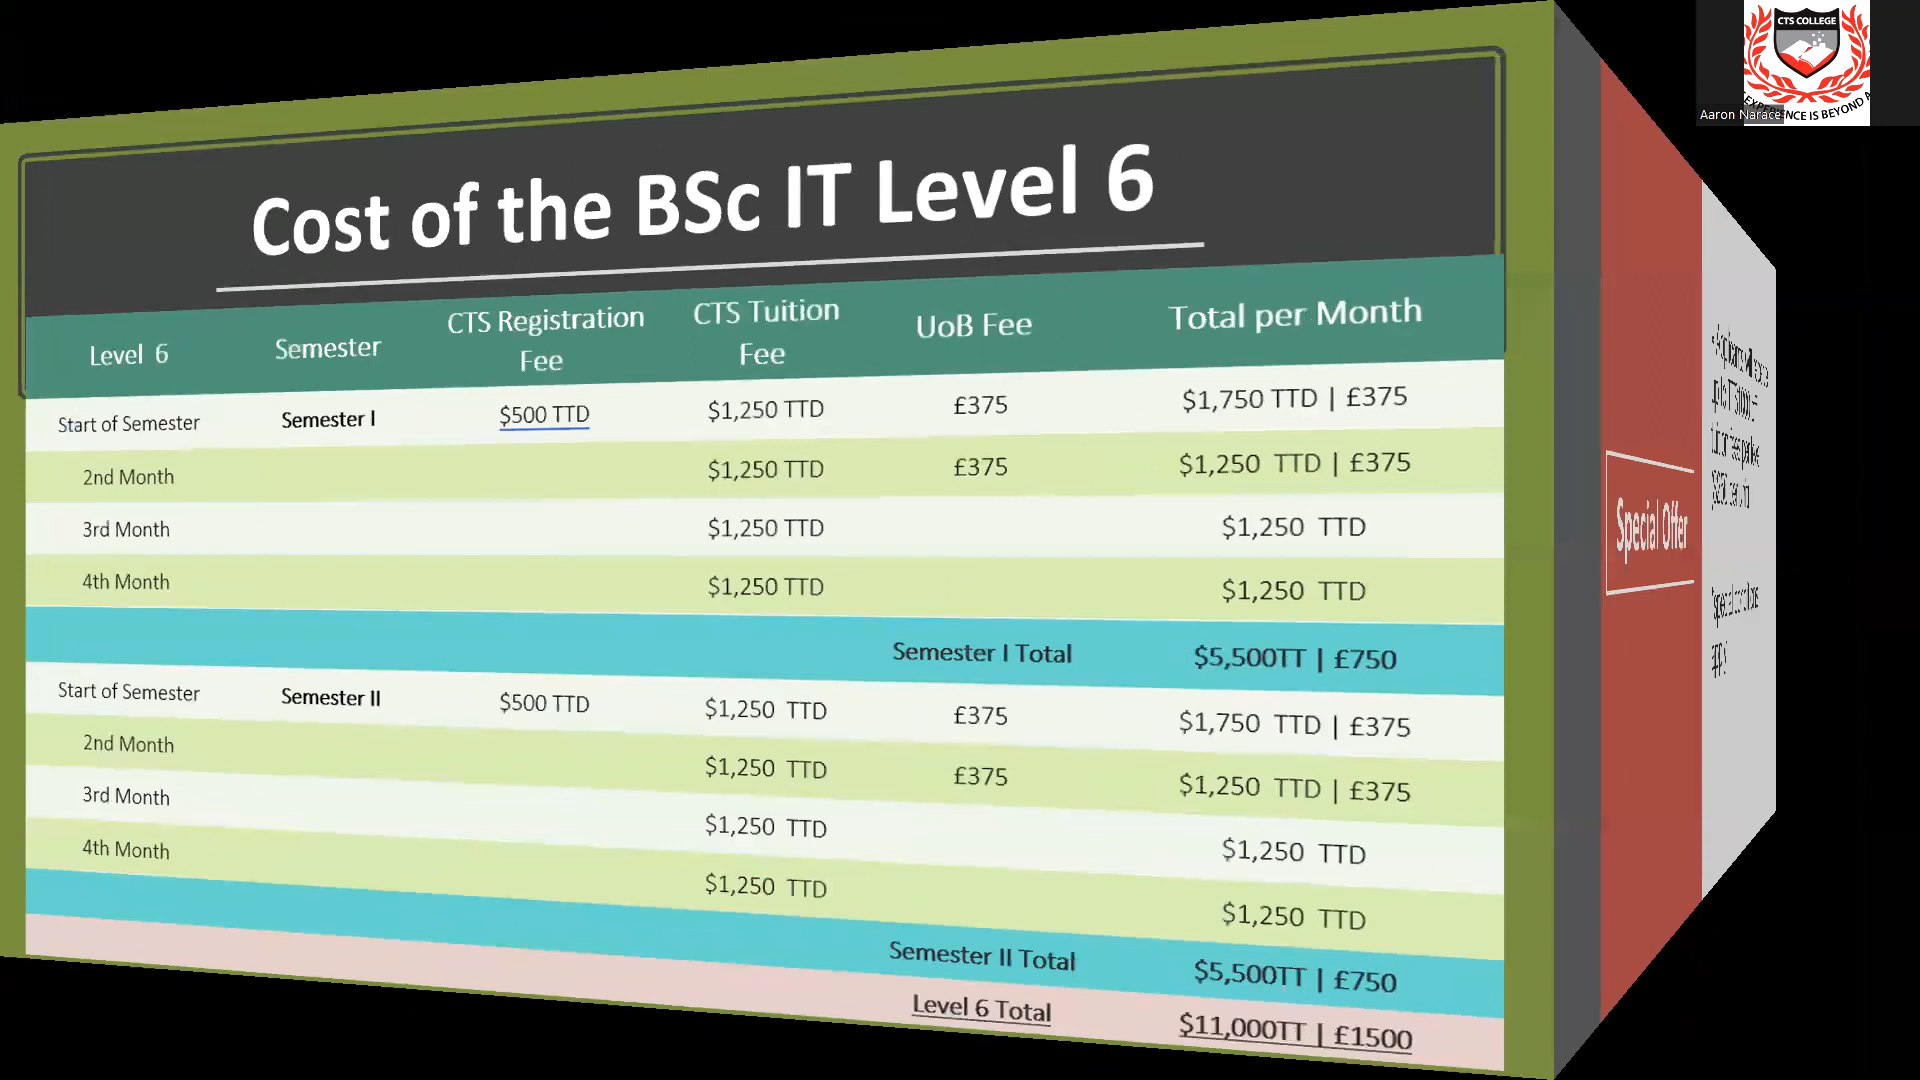 CTS COLLEGE
Aaron Narace
Cost of the BSc IT Level 6
Level 6 Semester CTS Registration Fee CTS Tuition Fee UoB Fee Total per Month
Start of Semester Semester I $500 TTD $1,250 TTD £375 $1,750 TTD | £375
2nd Month $1,250 TTD £375 $1,250 TTD | £375
3rd Month $1,250 TTD $1,250 TTD
4th Month $1,250 TTD $1,250 TTD
Semester I Total $5,500TT | £750
Start of Semester Semester II $500 TTD $1,250 TTD £375 $1,750 TTD | £375
2nd Month $1,250 TTD £375 $1,250 TTD | £375
3rd Month $1,250 TTD $1,250 TTD
4th Month $1,250 TTD $1,250 TTD
Semester II Total $5,500TT | £750
Level 6 Total $11,000TT | £1500
Special Offer